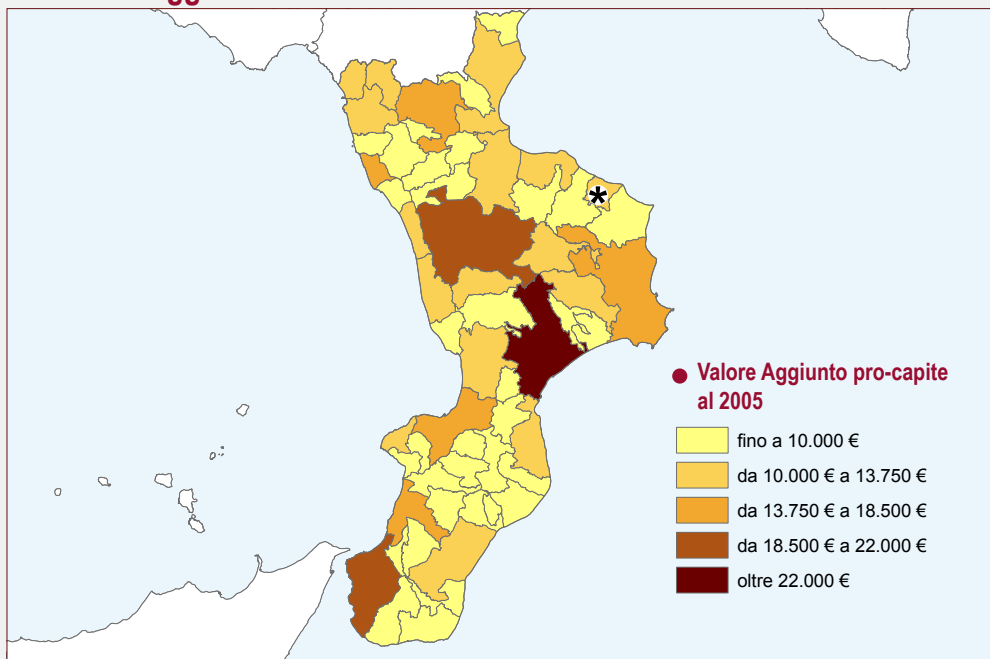 Valore Aggiunto pro-capite
al 2005
fino a 10.000 €
da 10.000 € a 13.750 €
da 13.750 € a 18.500 €
da 18.500 € a 22.000 €
oltre 22.000 €